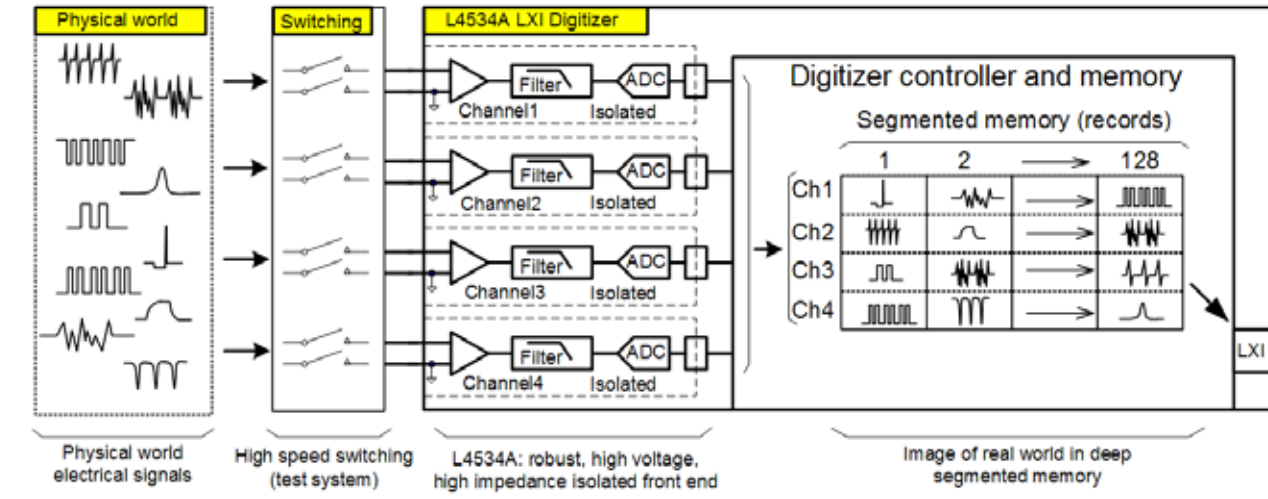 Physical world
Switching
L4534A LXI Digitizer
Filter
ADC
Channel1
Isolated
Filter
ADC
Channel2
Isolated
Filter
ADC
Channel3
Isolated
Filter
ADC
Channel4
Isolated
Digitizer controller and memory
Segmented memory (records)
1 2 128
Ch1
Ch2
Ch3
Ch4
LXI
Physical world
electrical signals
High speed switching
(test system)
L4534A: robust, high voltage,
high impedance isolated front end
Image of real world in deep
segmented memory